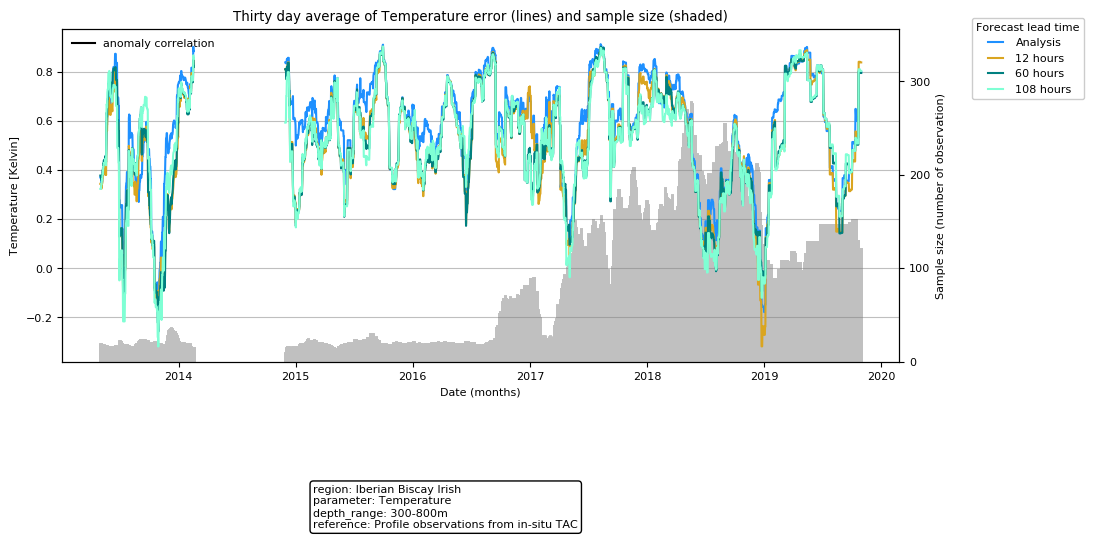 Thirty day average of Temperature error (lines) and sample size (shaded)
Forecast lead time
Analysis
12 hours
60 hours
108 hours
anomaly correlation
Temperature [Kelvin]
0.8
0.6
0.4
0.2
0.0
−0.2
300
200
100
0
Sample size (number of observation)
2014 2015 2016 2017 2018 2019 2020
Date (months)
region: Iberian Biscay Irish
parameter: Temperature
depth_range: 300-800m
reference: Profile observations from in-situ TAC